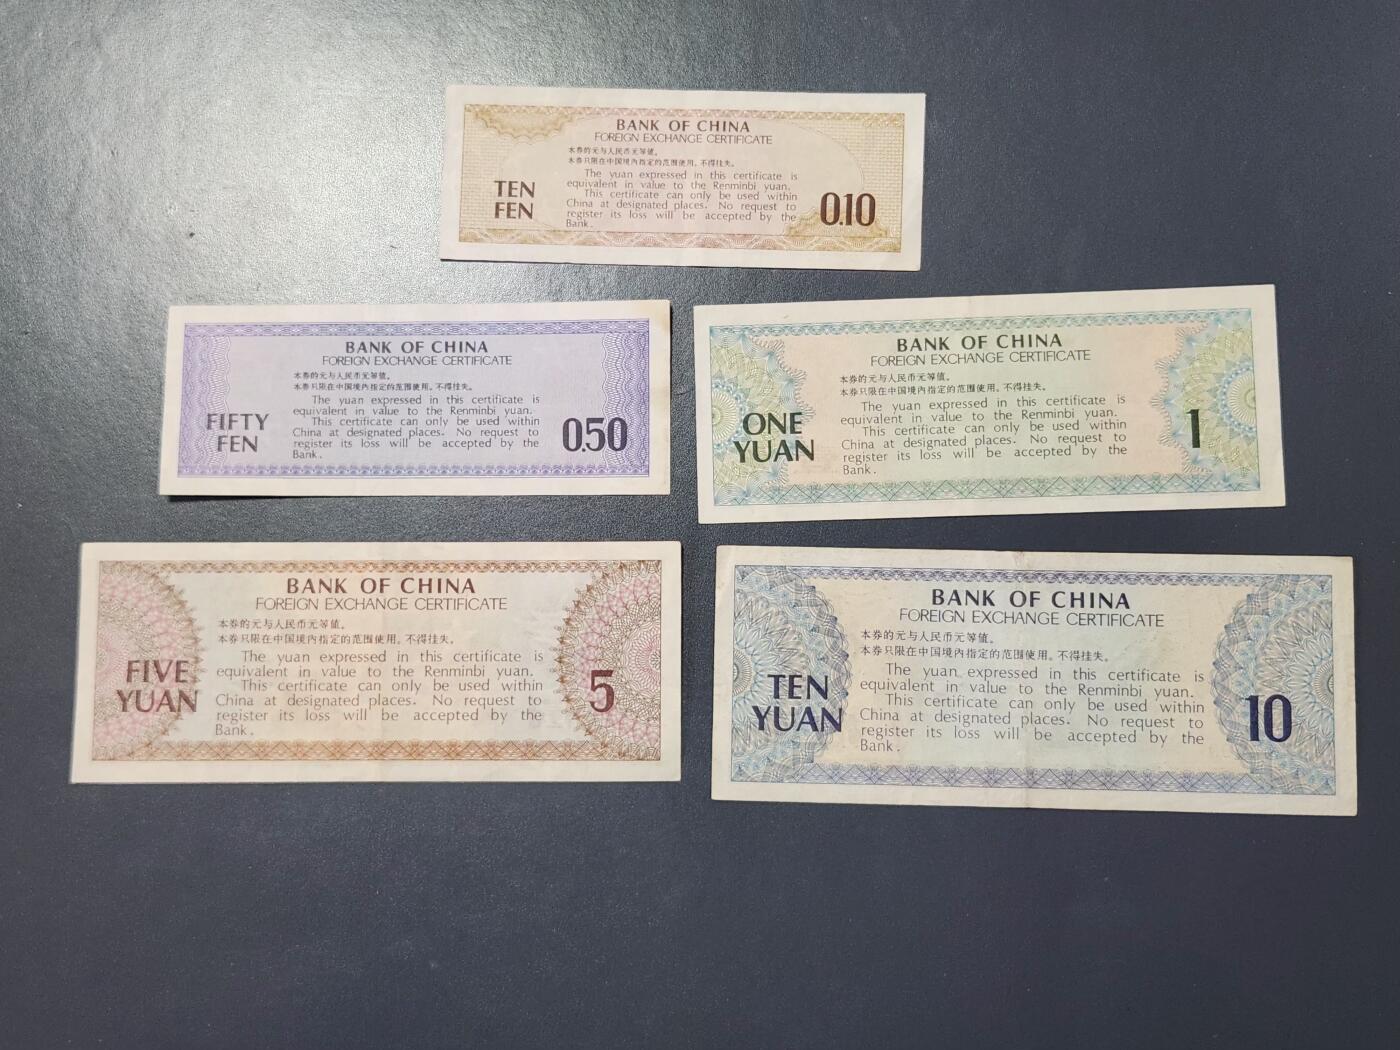 BANK OF CHINA
FOREIGN EXCHANGE CERTIFICATE
本券的元与人民币元等值。
本券只限在中国境内指定的范围使用，不得挂失。
The yuan expressed in this certificate is
equivalent in value to the Renminbi yuan.
This certificate can only be used within
China at designated places. No request to
register its loss will be accepted by the
Bank.
TEN
FEN
0.10
BANK OF CHINA
FOREIGN EXCHANGE CERTIFICATE
本券的元与人民币元等值。
本券只限在中国境内指定的范围使用，不得挂失。
The yuan expressed in this certificate is
equivalent in value to the Renminbi yuan.
This certificate can only be used within
China at designated places. No request to
register its loss will be accepted by the
Bank.
FIFTY
FEN
0.50
BANK OF CHINA
FOREIGN EXCHANGE CERTIFICATE
本券的元与人民币元等值。
本券只限在中国境内指定的范围使用，不得挂失。
The yuan expressed in this certificate is
equivalent in value to the Renminbi yuan.
This certificate can only be used within
China at designated places. No request to
register its loss will be accepted by the
Bank.
ONE
YUAN
1
BANK OF CHINA
FOREIGN EXCHANGE CERTIFICATE
本券的元与人民币元等值。
本券只限在中国境内指定的范围使用，不得挂失。
The yuan expressed in this certificate is
equivalent in value to the Renminbi yuan.
This certificate can only be used within
China at designated places. No request to
register its loss will be accepted by the
Bank.
FIVE
YUAN
5
BANK OF CHINA
FOREIGN EXCHANGE CERTIFICATE
本券的元与人民币元等值。
本券只限在中国境内指定的范围使用，不得挂失。
The yuan expressed in this certificate is
equivalent in value to the Renminbi yuan.
This certificate can only be used within
China at designated places. No request to
register its loss will be accepted by the
Bank.
TEN
YUAN
10